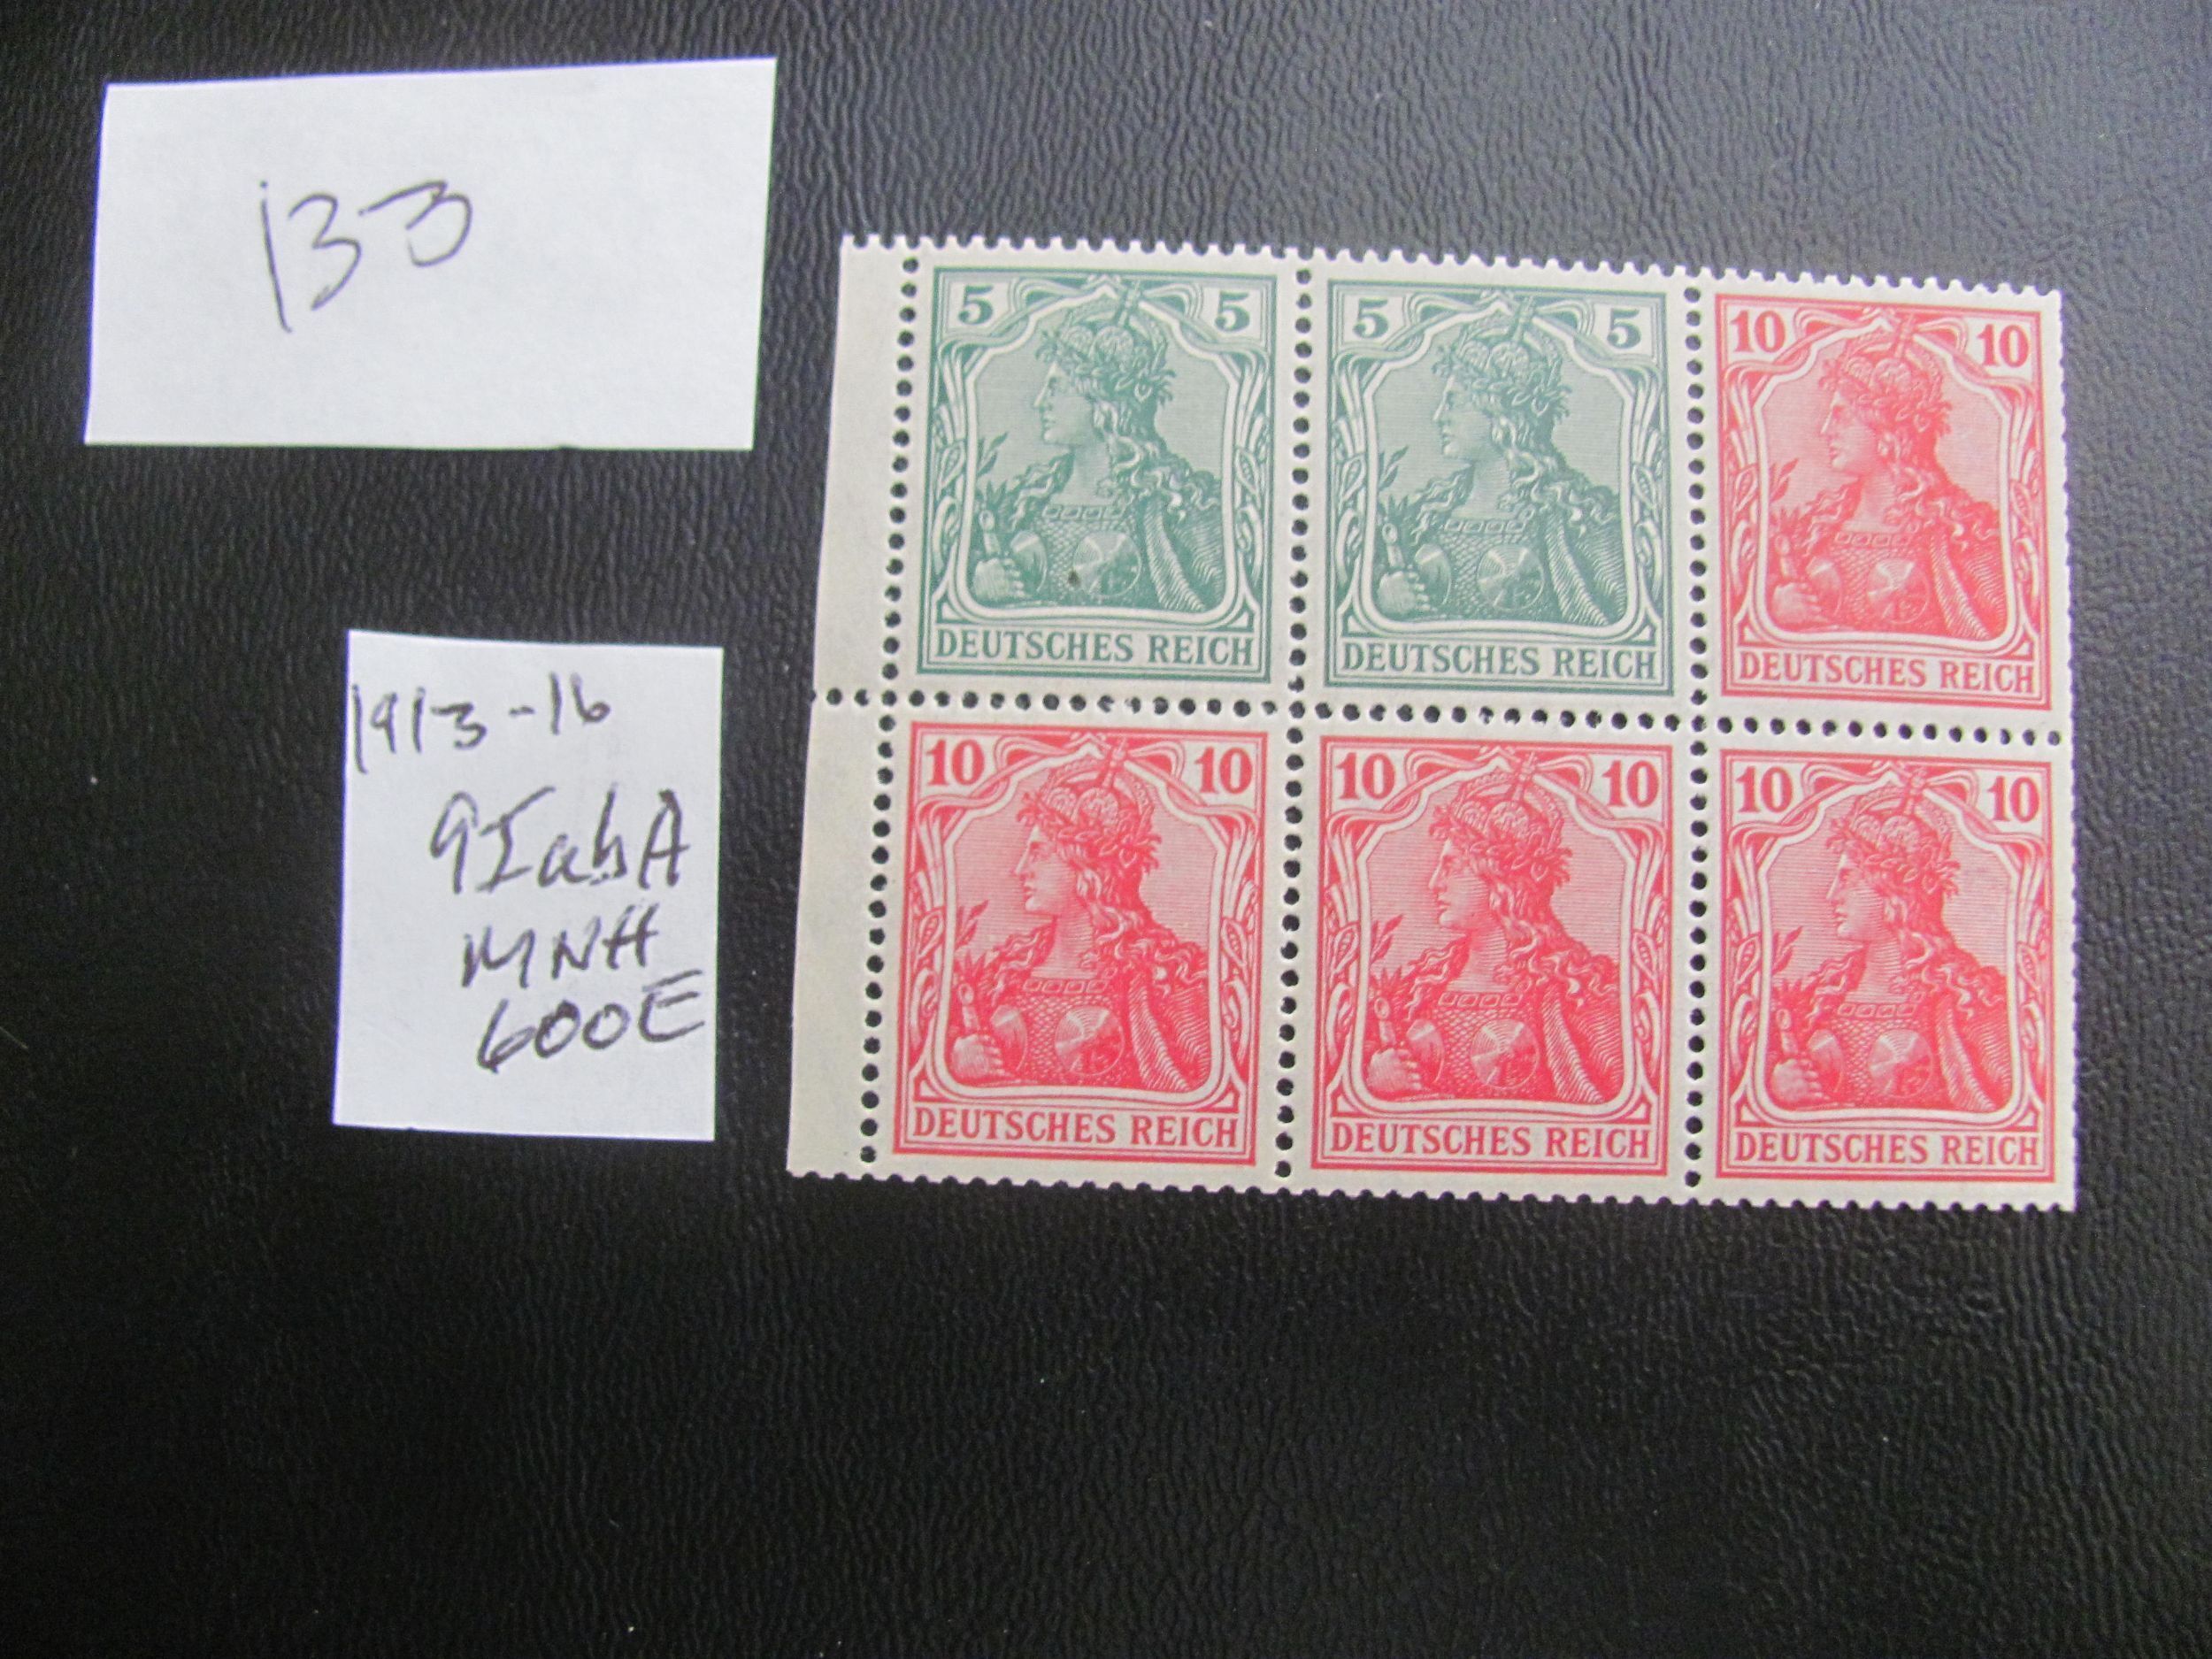 133
1913-16
9IabA
MNH
600E
5 5
DEUTSCHES REICH
5 5
DEUTSCHES REICH
10 10
DEUTSCHES REICH
10 10
DEUTSCHES REICH
10 10
DEUTSCHES REICH
10 10
DEUTSCHES REICH